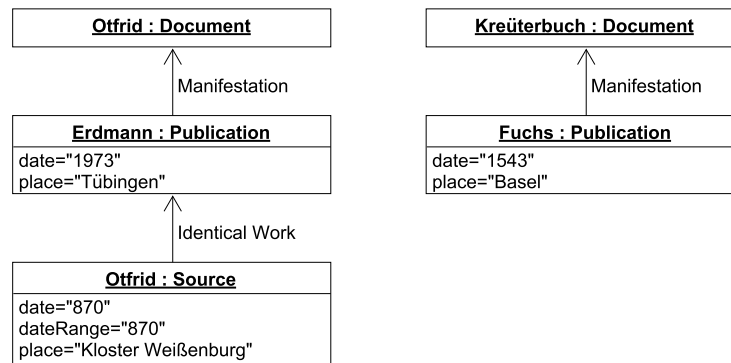 Otfrid : Document
Manifestation
Erdmann : Publication
date="1973"
place="Tübingen"
Identical Work
Otfrid : Source
date="870"
dateRange="870"
place="Kloster Weißenburg"
Kreüterbuch : Document
Manifestation
Fuchs : Publication
date="1543"
place="Basel"